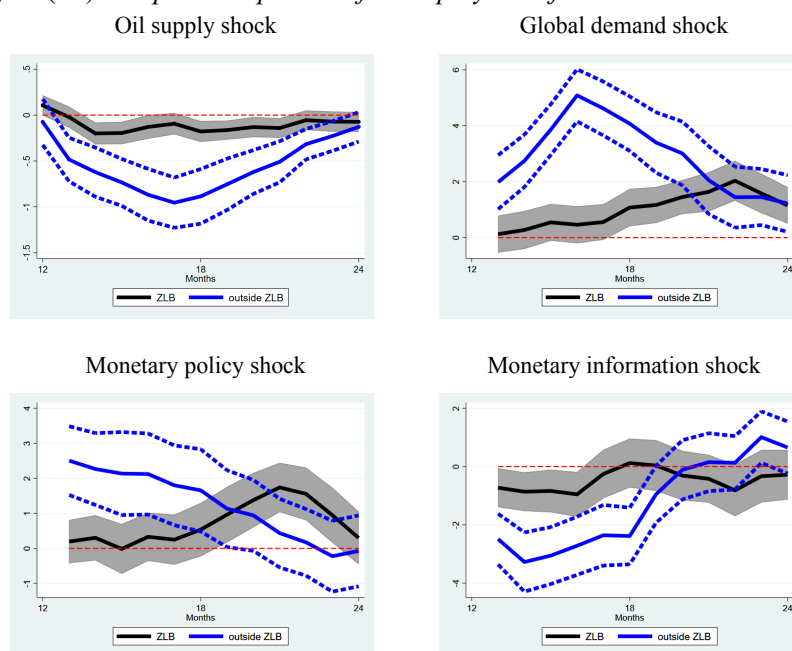 Oil supply shock
Global demand shock
.5
0
-.5
-1
-1.5
12
18
24
Months
ZLB
outside ZLB
6
4
2
0
12
18
24
Months
ZLB
outside ZLB
Monetary policy shock
Monetary information shock
4
3
2
1
0
-1
12
18
24
Months
ZLB
outside ZLB
2
0
-2
-4
12
18
24
Months
ZLB
outside ZLB